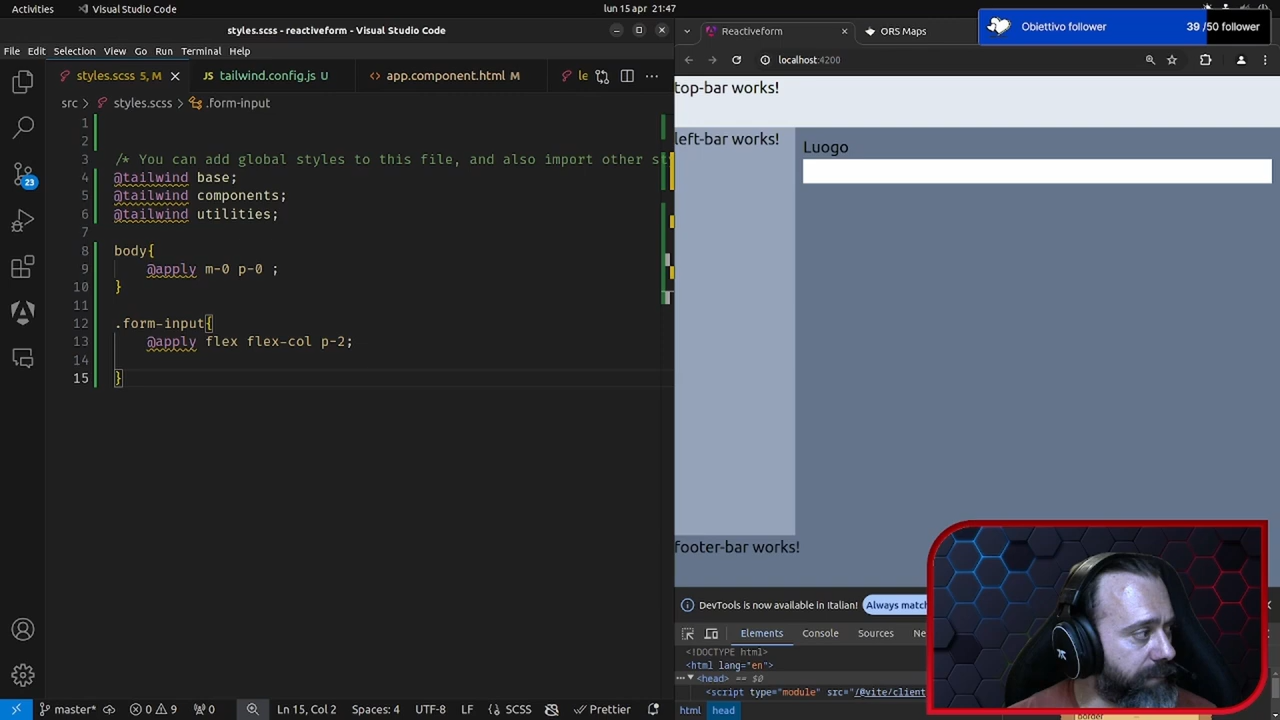 Activities
Visual Studio Code
lun 15 apr 21:47
styles.scss - reactiveform - Visual Studio Code
File Edit Selection View Go Run Terminal Help
styles.scss 5, M
tailwind.config.js U
app.component.html M
le
src > styles.scss > .form-input
1
2
3 /* You can add global styles to this file, and also import other st
4 @tailwind base;
5 @tailwind components;
6 @tailwind utilities;
7
8 body{
9 @apply m-0 p-0 ;
10 }
11
12 .form-input{
13 @apply flex flex-col p-2;
14
15 }
23
master*
0
9
0
Ln 15, Col 2
Spaces: 4
UTF-8
LF
{} SCSS
Prettier
Reactiveform
ORS Maps
Obiettivo follower
39 /50 follower
localhost:4200
top-bar works!
left-bar works!
Luogo
footer-bar works!
DevTools is now available in Italian!
Always match
Elements
Console
Sources
Ne
<!DOCTYPE html>
<html lang="en">
<head> == $0
<script type="module" src="/@vite/client
html
head
border